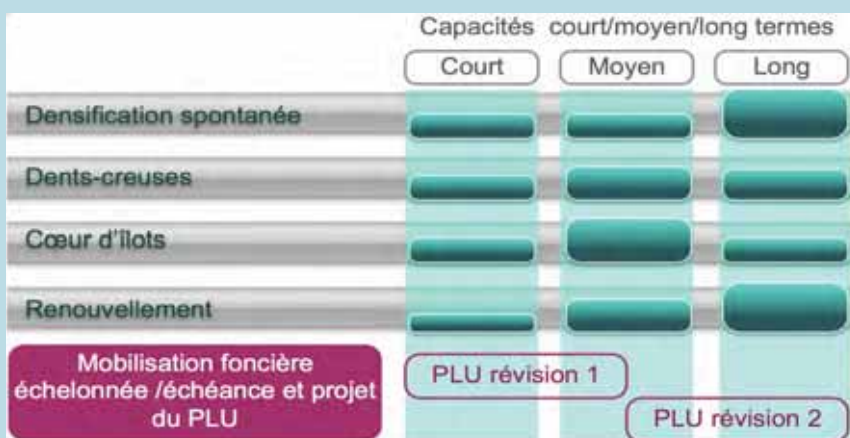 Capacités court/moyen/long termes
Court Moyen Long
Densification spontanée
Dents-creuses
Cœur d'îlots
Renouvellement
Mobilisation foncière
échelonnée /échéance et projet
du PLU
PLU révision 1
PLU révision 2